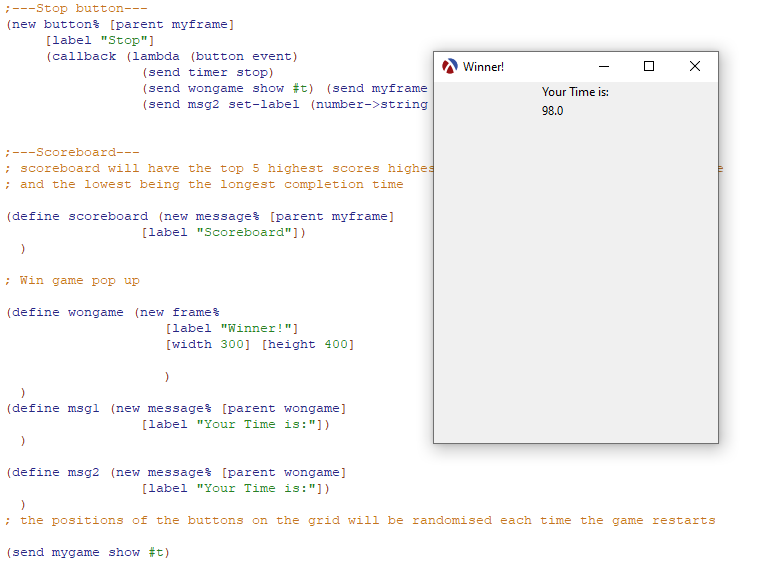 ;---Stop button---
(new button% [parent myframe]
[label "Stop"]
(callback (lambda (button event)
(send timer stop)
(send wongame show #t) (send myframe
(send msg2 set-label (number->string
;---Scoreboard---
; scoreboard will have the top 5 highest scores highes
; and the lowest being the longest completion time
(define scoreboard (new message% [parent myframe]
[label "Scoreboard"])
)
; Win game pop up
(define wongame (new frame%
[label "Winner!"]
[width 300] [height 400]
)
)
(define msg1 (new message% [parent wongame]
[label "Your Time is:"])
)
(define msg2 (new message% [parent wongame]
[label "Your Time is:"])
)
; the positions of the buttons on the grid will be randomised each time the game restarts
(send mygame show #t)
Winner!
Your Time is:
98.0